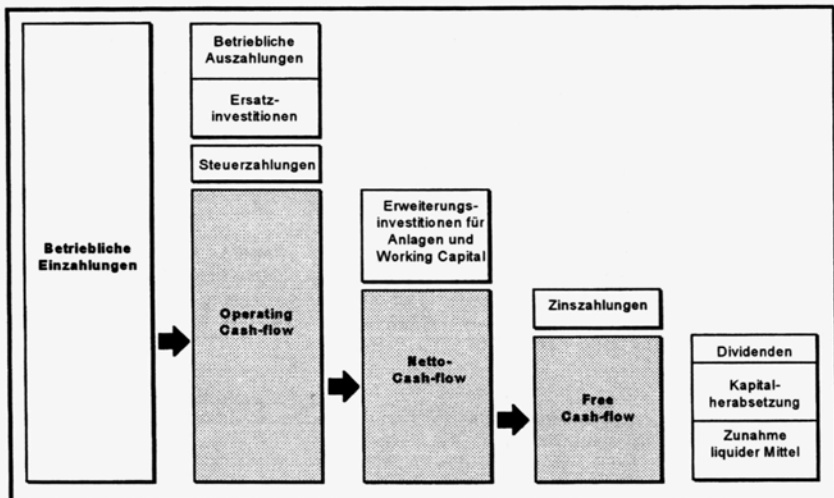 Betriebliche
Einzahlungen
Betriebliche
Auszahlungen
Ersatz-
investitionen
Steuerzahlungen
Operating
Cash-flow
Erweiterungs-
investitionen für
Anlagen und
Working Capital
Netto-
Cash-flow
Zinszahlungen
Free
Cash-flow
Dividenden
Kapital-
herabsetzung
Zunahme
liquider Mittel